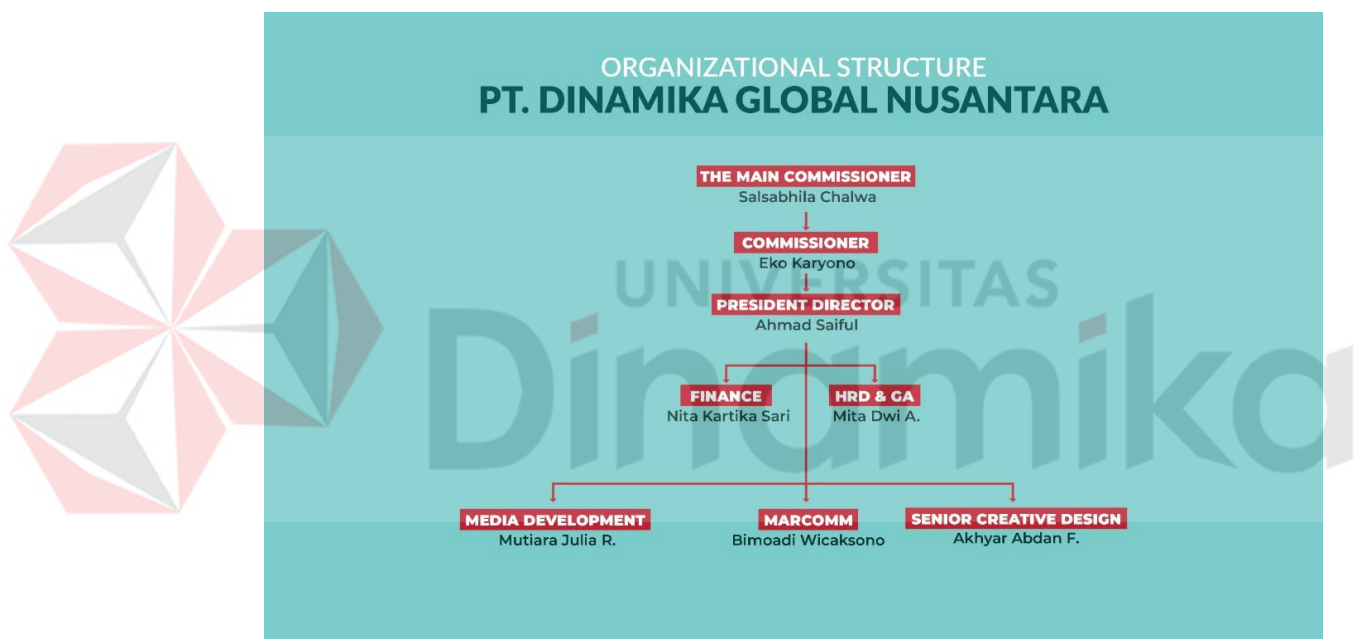 ORGANIZATIONAL STRUCTURE
PT. DINAMIKA GLOBAL NUSANTARA
THE MAIN COMMISSIONER
Salsabhila Chalwa
COMMISSIONER
Eko Karyono
UNIVERSITAS
Dinamika
PRESIDENT DIRECTOR
Ahmad Saiful
FINANCE
Nita Kartika Sari
HRD & GA
Mita Dwi A.
MEDIA DEVELOPMENT
Mutiara Julia R.
MARCOMM
Bimoadi Wicaksono
SENIOR CREATIVE DESIGN
Akhyar Abdan F.